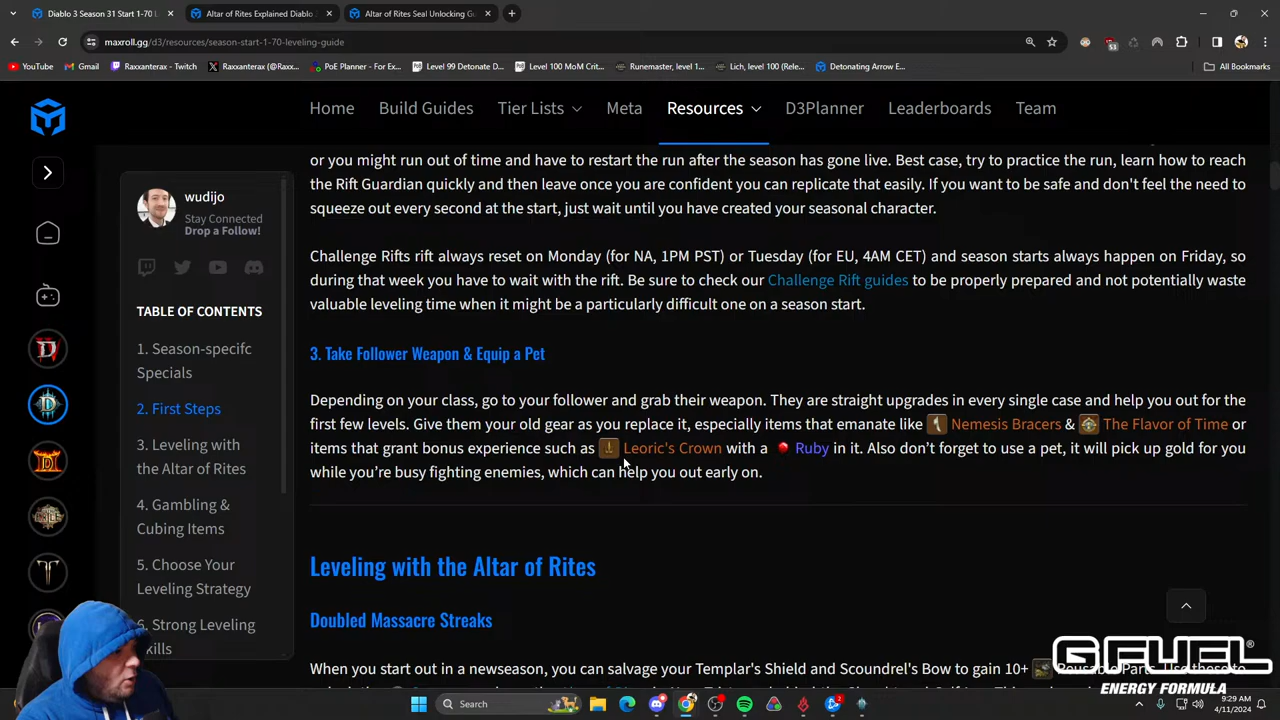 Diablo 3 Season 31 Start 1-70 L
Altar of Rites Explained Diablo
Altar of Rites Seal Unlocking Gu
maxroll.gg/d3/resources/season-start-1-70-leveling-guide
53
YouTube
Gmail
Raxxanterax - Twitch
Raxxanterax (@Raxx...
PoE Planner - For Ex...
Level 99 Detonate D...
Level 100 MoM Crit...
Runemaster, level 1...
Lich, level 100 (Rele...
Detonating Arrow E...
All Bookmarks
Home
Build Guides
Tier Lists
Meta
Resources
D3Planner
Leaderboards
Team
or you might run out of time and have to restart the run after the season has gone live. Best case, try to practice the run, learn how to reach
the Rift Guardian quickly and then leave once you are confident you can replicate that easily. If you want to be safe and don't feel the need to
squeeze out every second at the start, just wait until you have created your seasonal character.
Challenge Rifts rift always reset on Monday (for NA, 1PM PST) or Tuesday (for EU, 4AM CET) and season starts always happen on Friday, so
during that week you have to wait with the rift. Be sure to check our Challenge Rift guides to be properly prepared and not potentially waste
valuable leveling time when it might be a particularly difficult one on a season start.
3. Take Follower Weapon & Equip a Pet
Depending on your class, go to your follower and grab their weapon. They are straight upgrades in every single case and help you out for the
first few levels. Give them your old gear as you replace it, especially items that emanate like Nemesis Bracers & The Flavor of Time or
items that grant bonus experience such as Leoric's Crown with a Ruby in it. Also don't forget to use a pet, it will pick up gold for you
while you're busy fighting enemies, which can help you out early on.
Leveling with the Altar of Rites
Doubled Massacre Streaks
When you start out in a newseason, you can salvage your Templar's Shield and Scoundrel's Bow to gain 10+ Reusable Parts. Use these to
wudijo
Stay Connected
Drop a Follow!
TABLE OF CONTENTS
1. Season-specifc
Specials
2. First Steps
3. Leveling with
the Altar of Rites
4. Gambling &
Cubing Items
5. Choose Your
Leveling Strategy
6. Strong Leveling
Skills
G FUEL
ENERGY FORMULA
Search
9:29 AM
4/11/2024